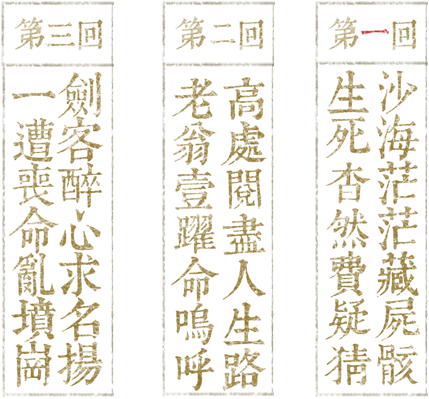 第一回
沙海茫茫藏屍骸
生死杳然費疑猜
第二回
高處閱盡人生路
老翁壹躍命嗚呼
第三回
劍客醉心求名揚
一遭喪命亂墳崗